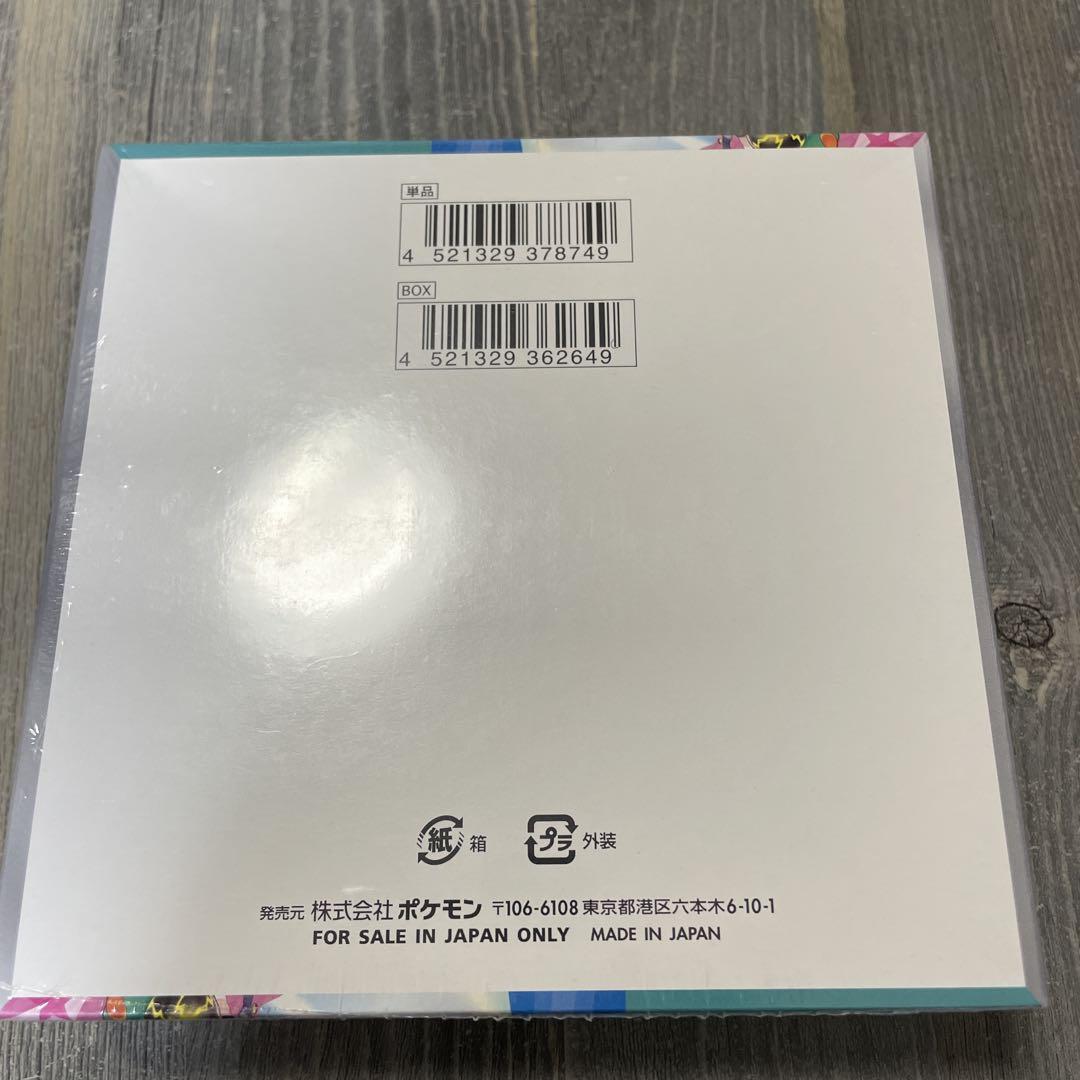 単品
4 521329 378749
BOX
4 521329 362649
紙 箱 プラ 外装
発売元 株式会社 ポケモン 〒106-6108 東京都港区六本木6-10-1
FOR SALE IN JAPAN ONLY MADE IN JAPAN